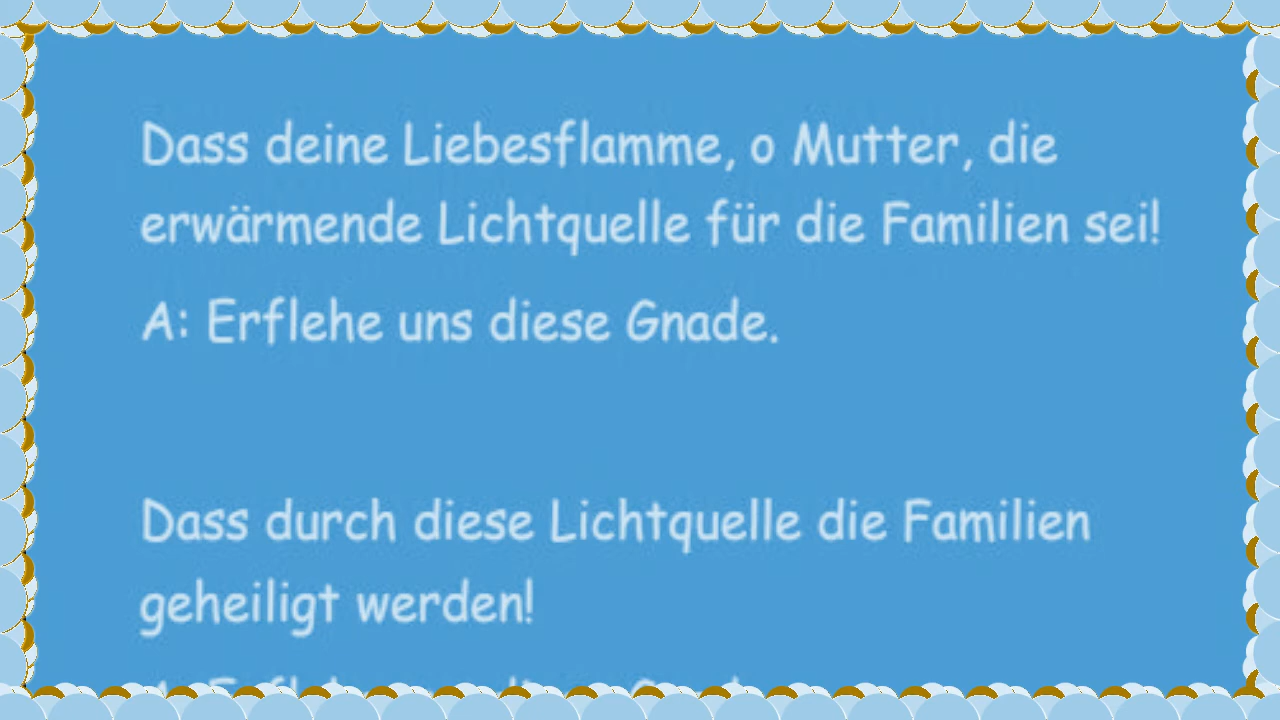 Dass deine Liebesflamme, o Mutter, die
erwärmende Lichtquelle für die Familien sei!
A: Erflehe uns diese Gnade.
Dass durch diese Lichtquelle die Familien
geheiligt werden!